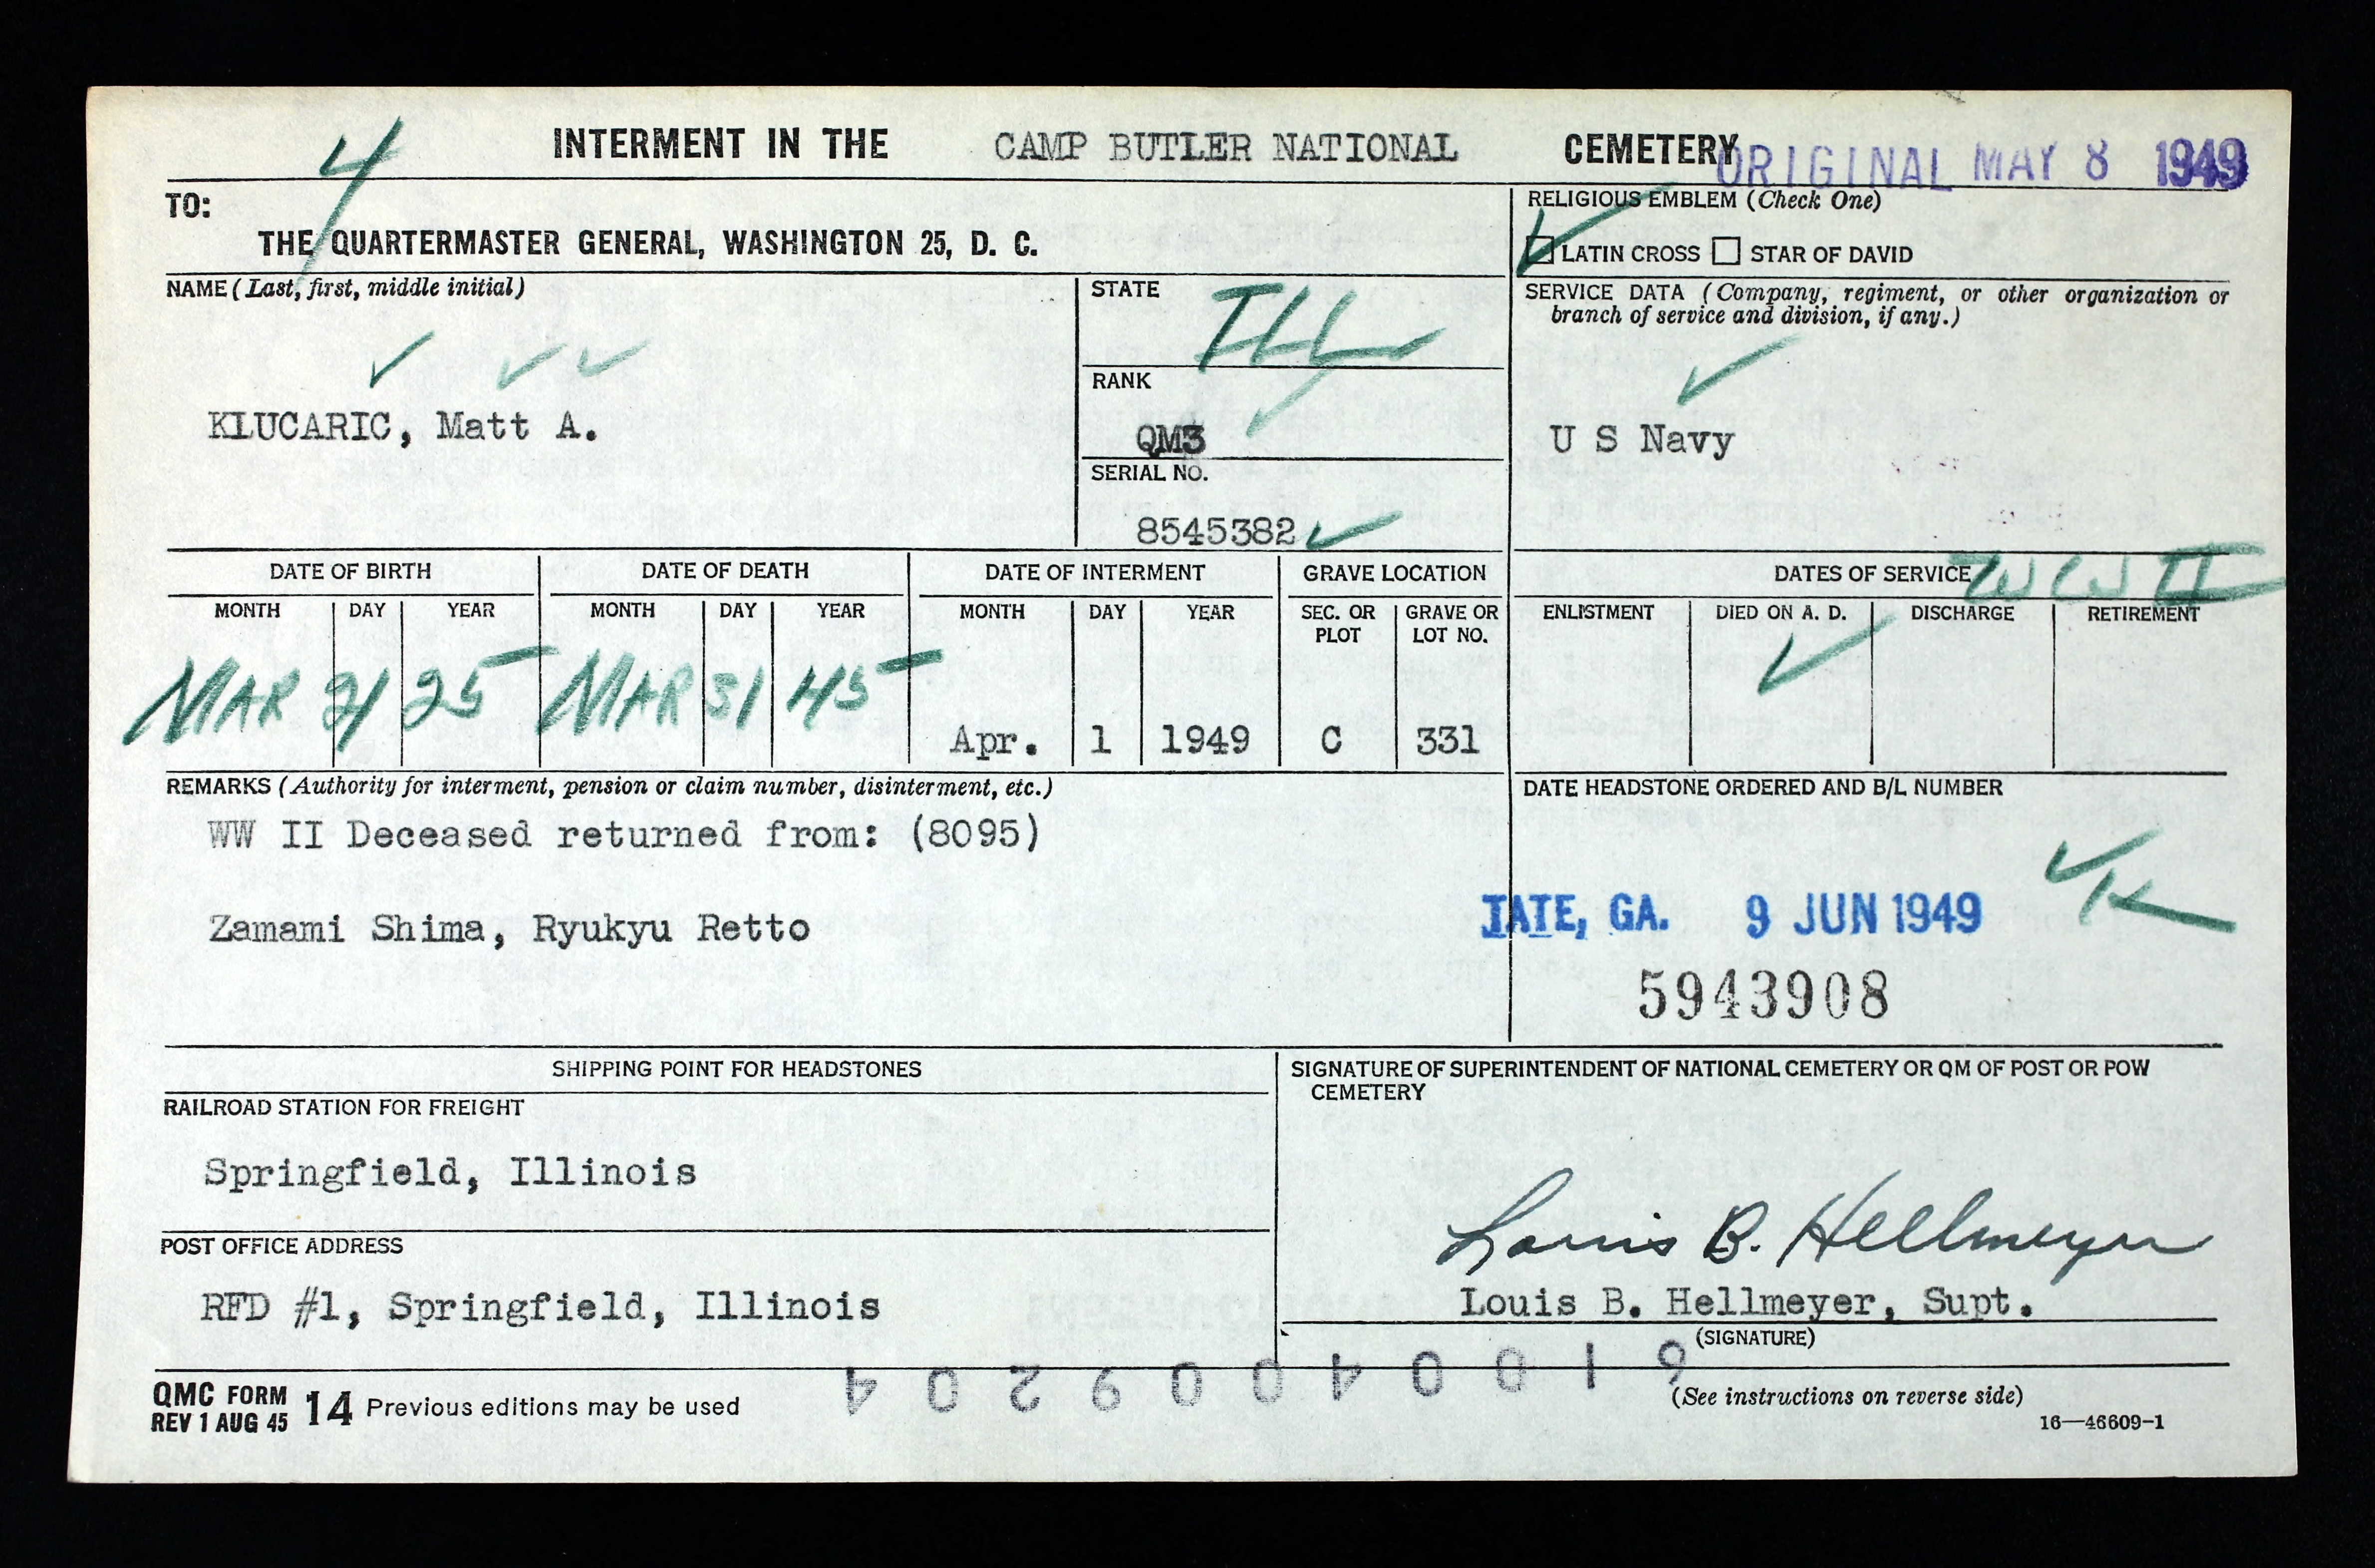 4
INTERMENT IN THE CAMP BUTLER NATIONAL CEMETERY
ORIGINAL MAY 8 1949
TO:
THE QUARTERMASTER GENERAL, WASHINGTON 25, D. C.
RELIGIOUS EMBLEM (Check One)
LATIN CROSS STAR OF DAVID
NAME (Last, first, middle initial)
KLUCARIC, Matt A.
STATE
ILL
RANK
QM3
SERIAL NO.
8545382
SERVICE DATA (Company, regiment, or other organization or
branch of service and division, if any.)
U S Navy
DATE OF BIRTH DATE OF DEATH DATE OF INTERMENT GRAVE LOCATION
MONTH DAY YEAR MONTH DAY YEAR MONTH DAY YEAR SEC. OR PLOT GRAVE OR LOT NO.
MAR 21 25 MAR 31 45 Apr. 1 1949 C 331
DATES OF SERVICE WW II
ENLISTMENT DIED ON A. D. DISCHARGE RETIREMENT
REMARKS (Authority for interment, pension or claim number, disinterment, etc.)
WW II Deceased returned from: (8095)
Zamami Shima, Ryukyu Retto
DATE HEADSTONE ORDERED AND B/L NUMBER
TATE, GA. 9 JUN 1949
5943908
SHIPPING POINT FOR HEADSTONES
RAILROAD STATION FOR FREIGHT
Springfield, Illinois
POST OFFICE ADDRESS
RFD #1, Springfield, Illinois
SIGNATURE OF SUPERINTENDENT OF NATIONAL CEMETERY OR QM OF POST OR POW
CEMETERY
Louis B. Hellmeyer
Louis B. Hellmeyer, Supt.
(SIGNATURE)
QMC FORM 14 Previous editions may be used
REV 1 AUG 45
(See instructions on reverse side)
16—46609-1